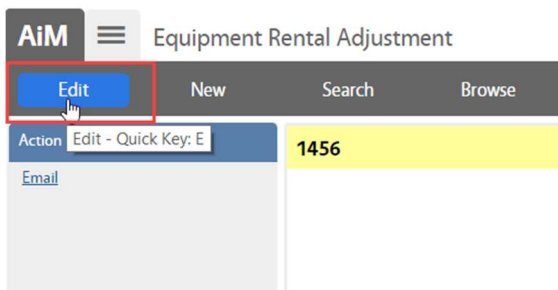 AiM Equipment Rental Adjustment
Edit New Search Browse
Action Edit - Quick Key: E
1456
Email